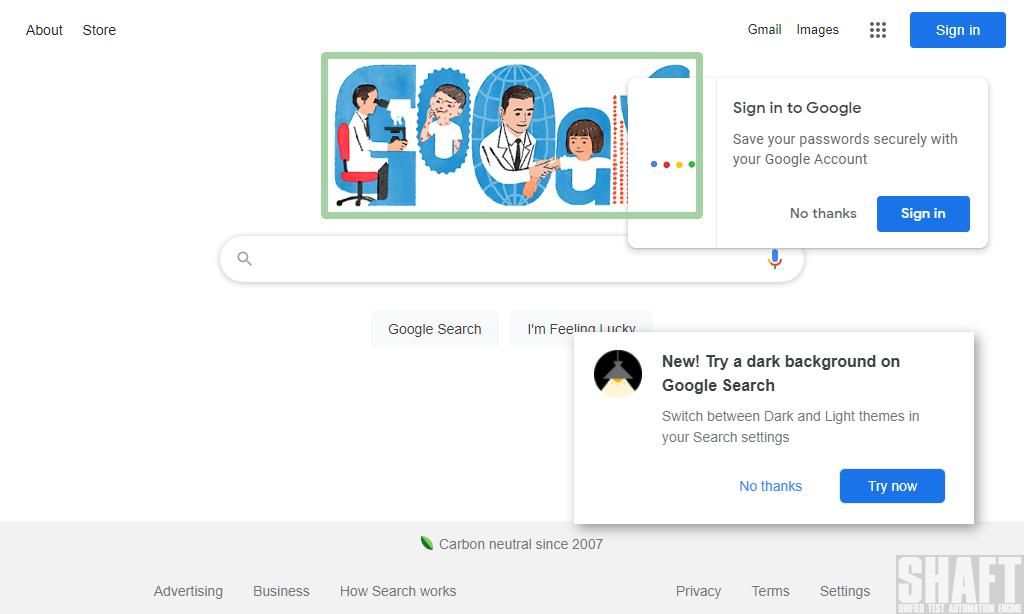 About Store
Gmail Images
Sign in
Google
Sign in to Google
Save your passwords securely with
your Google Account
No thanks Sign in
Google Search I'm Feeling Lucky
New! Try a dark background on
Google Search
Switch between Dark and Light themes in
your Search settings
No thanks Try now
Carbon neutral since 2007
Advertising Business How Search works
Privacy Terms Settings
SHAFT
UNIFIED TEST AUTOMATION ENGINE